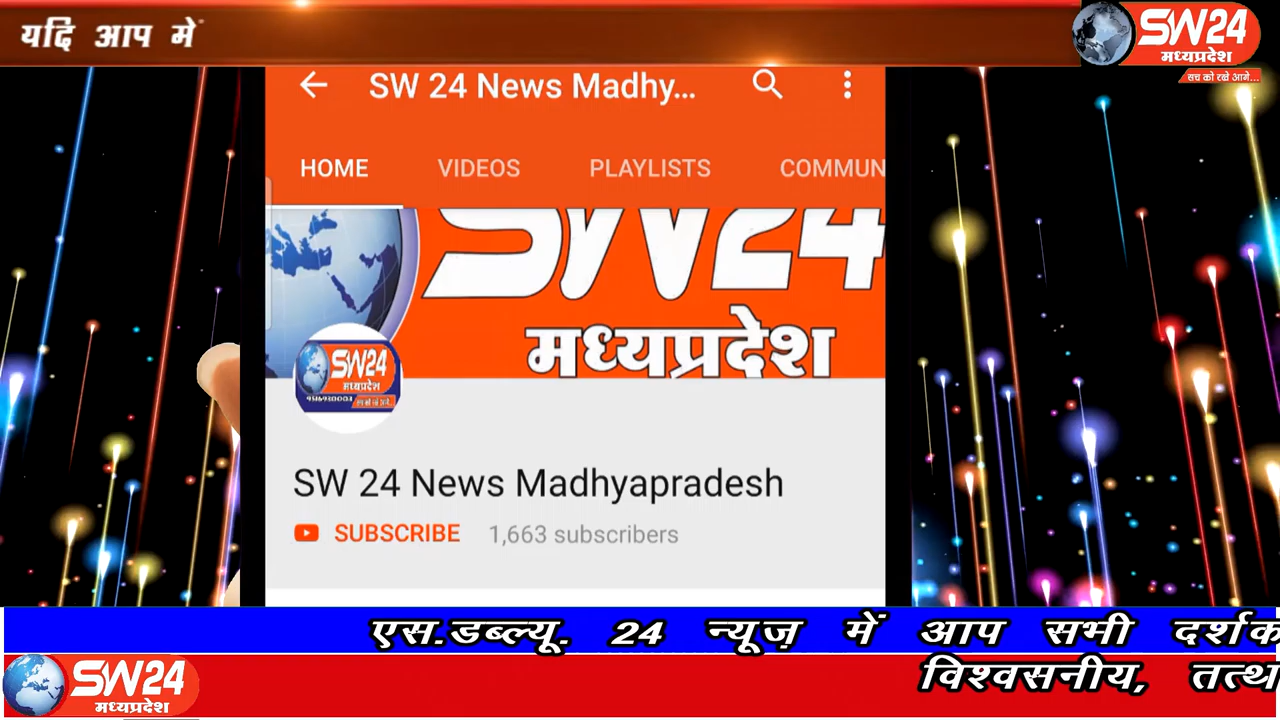 यदि आप में
SW24
मध्यप्रदेश
सच को रखे आगे...
SW 24 News Madhy...
HOME VIDEOS PLAYLISTS COMMUN
SW24
मध्यप्रदेश
SW24
मध्यप्रदेश
SW 24 News Madhyapradesh
SUBSCRIBE 1,663 subscribers
एस.डब्ल्यू. 24 न्यूज़ में आप सभी दर्शक
विश्वसनीय, तत्थ
SW24
मध्यप्रदेश